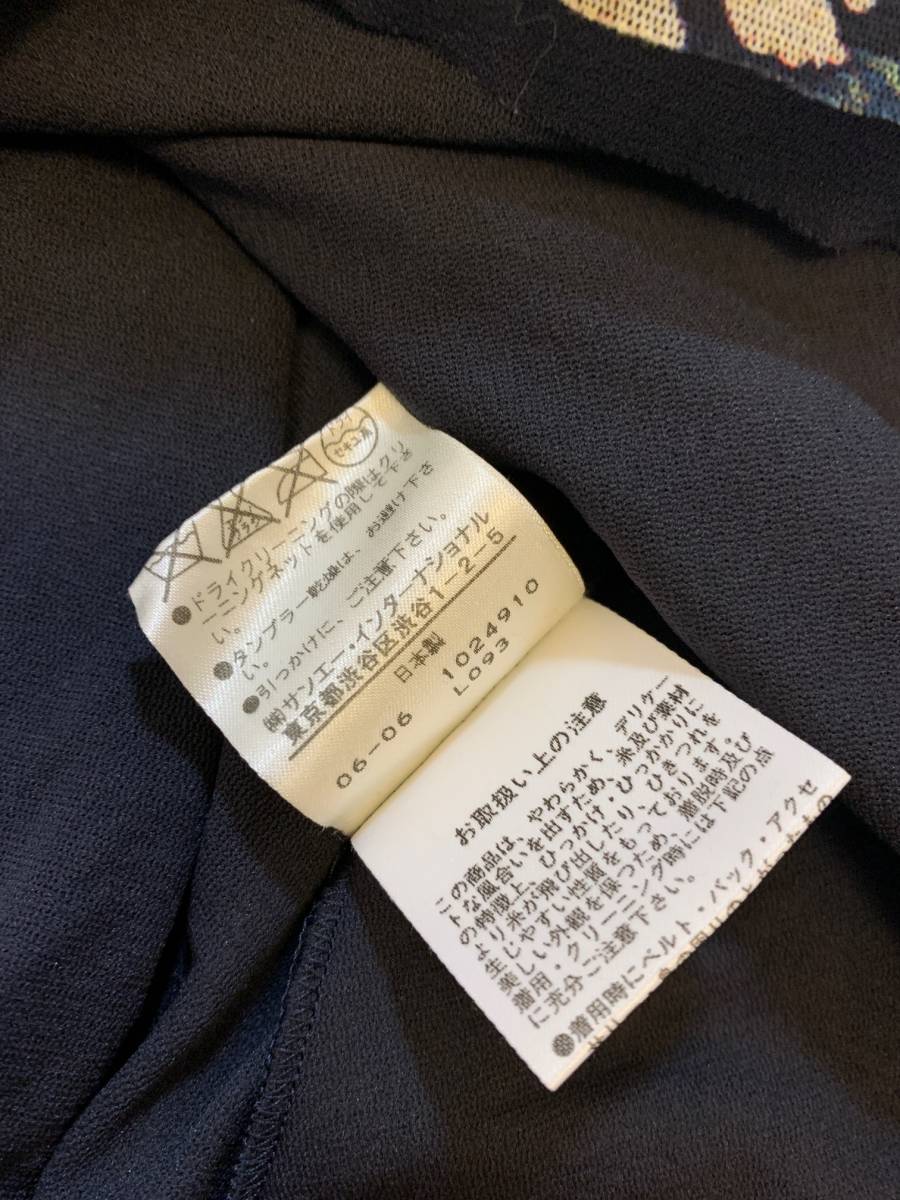 ドライ
セキユ系
●ドライクリーニングの際はクリ
ーニングネットを使用して下さ
い。
●タンブラー乾燥は、お避け下さ
い。
●引っかけに、ご注意下さい。
㈱サンエー・インターナショナル
東京都渋谷区渋谷1-2-5
日本製
06-06 1024910
L093
お取扱い上の注意
この商品は、やわらかく、デリケー
トな風合いを出すため、糸及び素材
の特徴上、ひっかけ・ひっかかりに
より糸が飛び出したり、ひきつれを
生じやすい性質をもっております。
美しい外観を保つため、着脱時及び
着用・クリーニング時には下記の点
に充分ご注意下さい。
●着用時にベルト・バック・アクセ